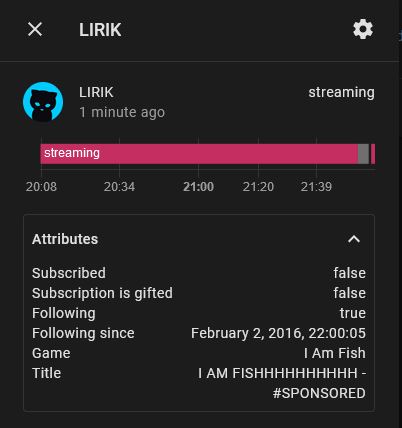 LIRIK
LIRIK streaming
1 minute ago
streaming
20:08 20:34 21:00 21:20 21:39
Attributes
Subscribed false
Subscription is gifted false
Following true
Following since February 2, 2016, 22:00:05
Game I Am Fish
Title I AM FISHHHHHHHHHH -
#SPONSORED